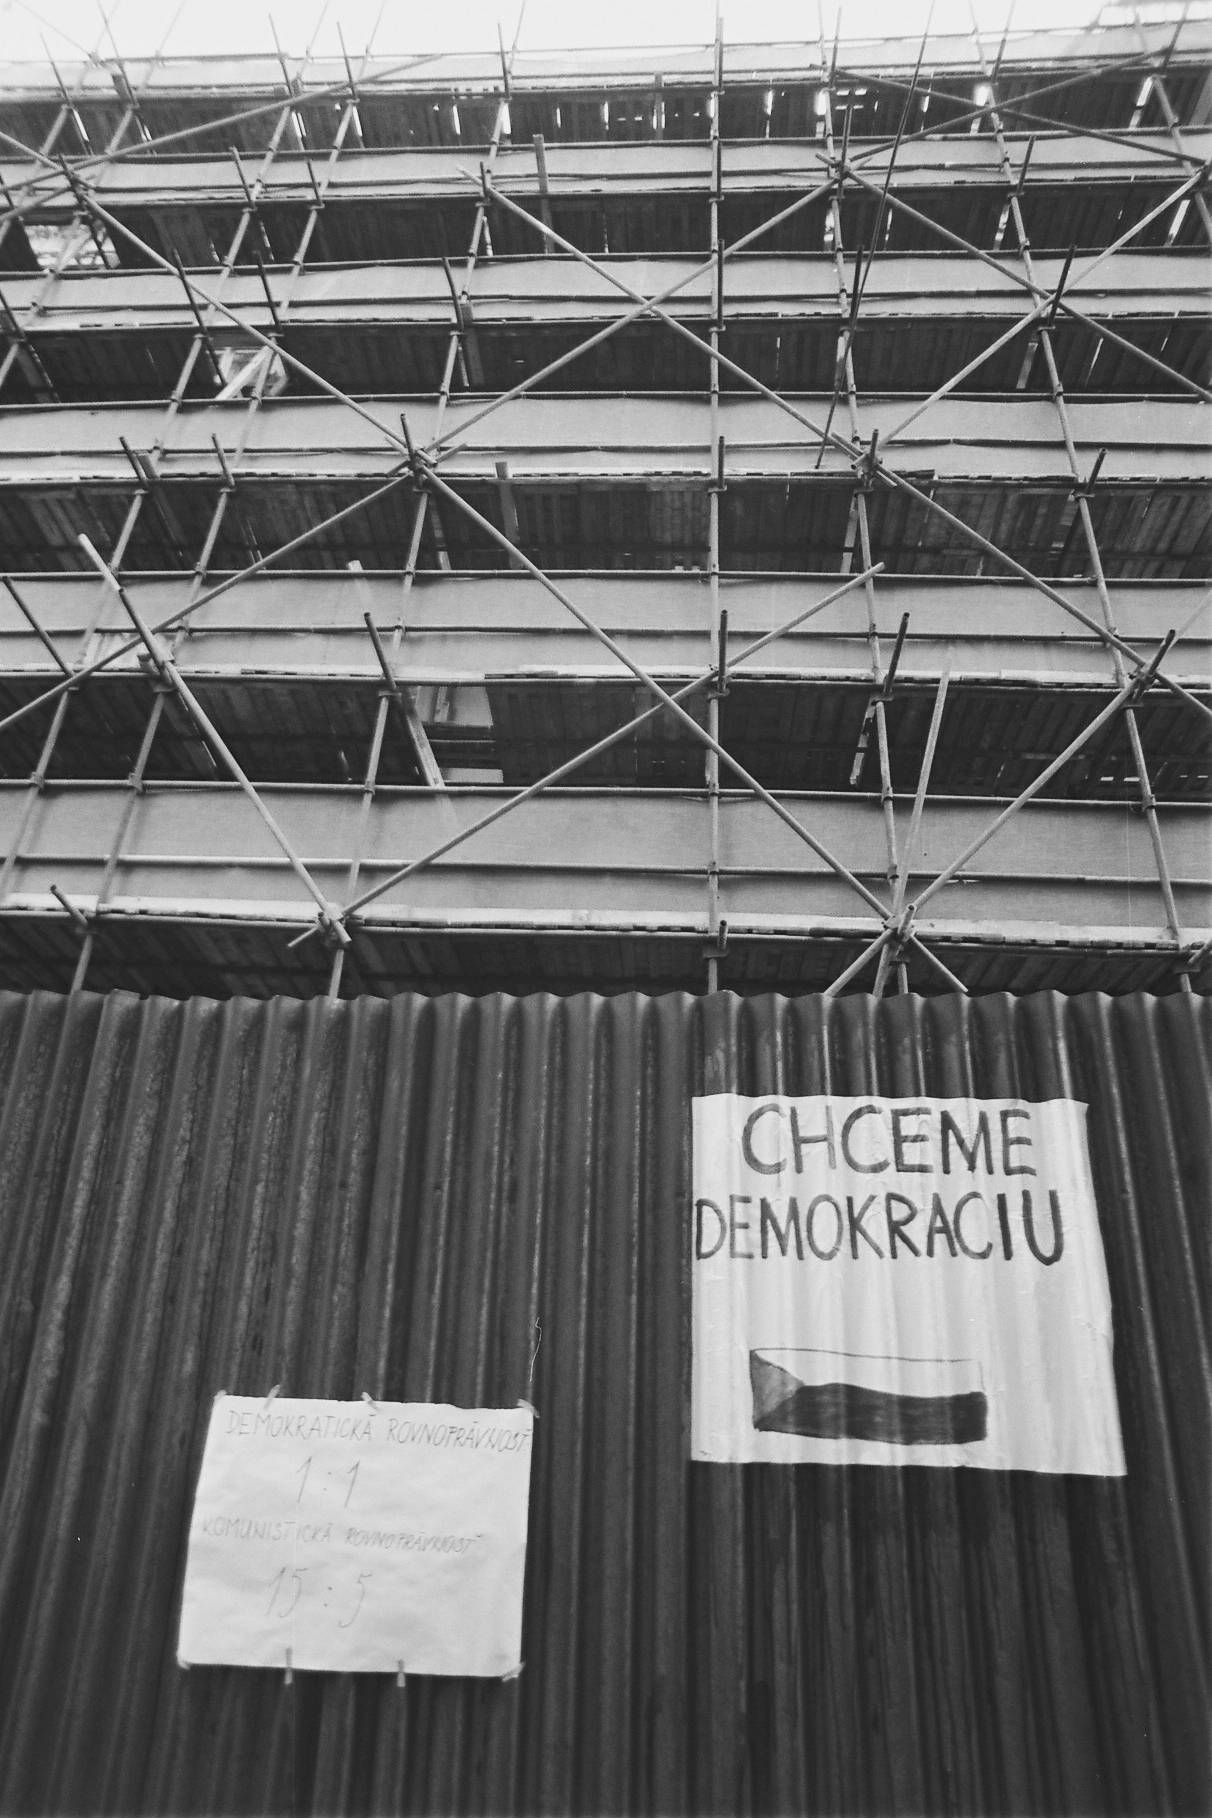 CHCEME
DEMOKRACIU
DEMOKRATICKÁ ROVNOPRÁVNOSŤ
1:1
KOMUNISTICKÁ ROVNOPRÁVNOSŤ
15:5